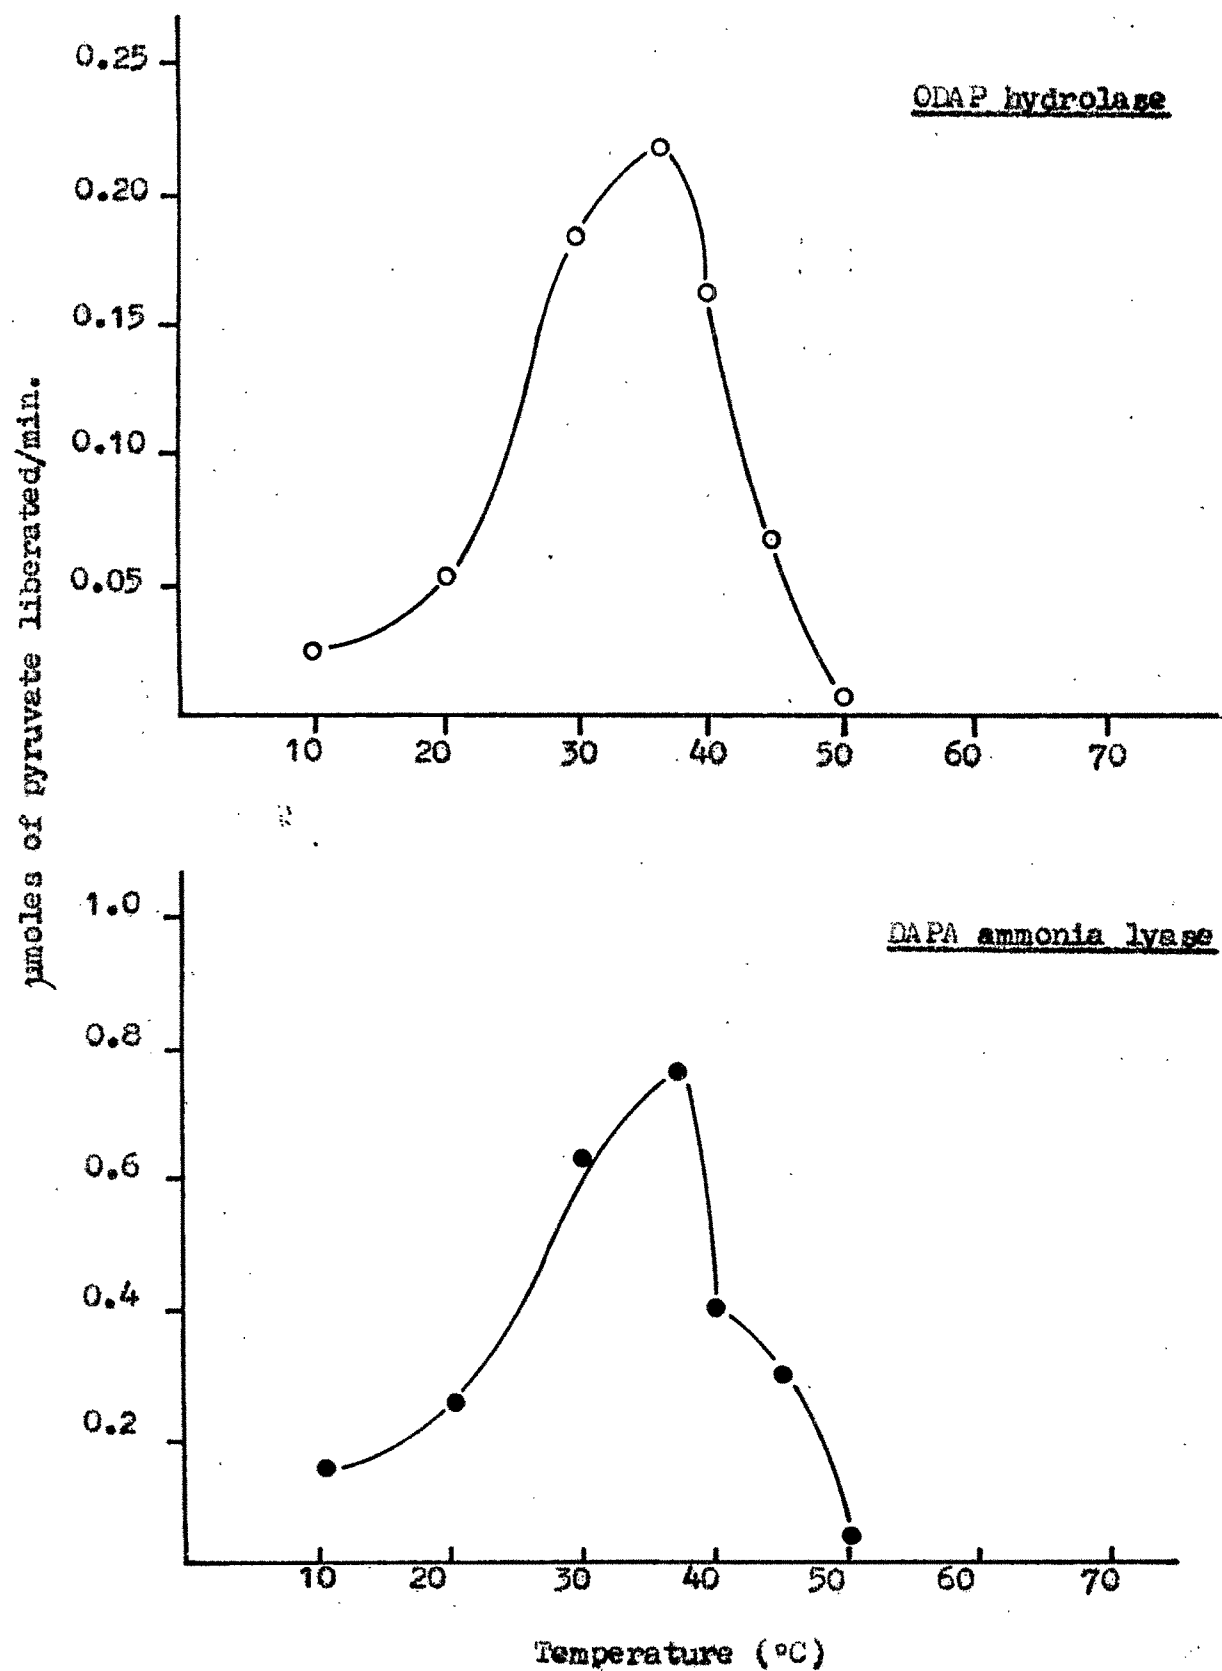 ODAP hydrolase
0.25
0.20
0.15
0.10
0.05
10 20 30 40 50 60 70
µmoles of pyruvate liberated/min.
DAPA ammonia lyase
1.0
0.8
0.6
0.4
0.2
10 20 30 40 50 60 70
Temperature (°C)